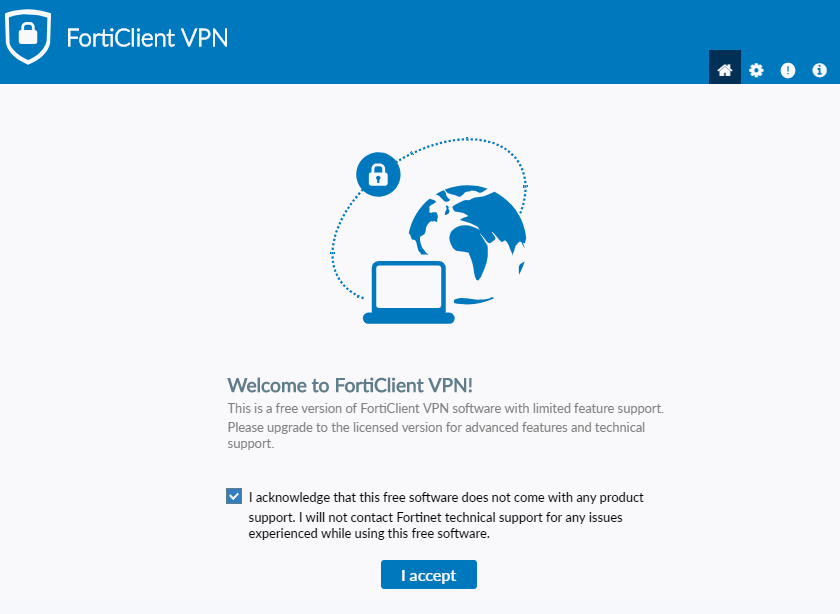 FortiClient VPN
Welcome to FortiClient VPN!
This is a free version of FortiClient VPN software with limited feature support.
Please upgrade to the licensed version for advanced features and technical
support.
I acknowledge that this free software does not come with any product
support. I will not contact Fortinet technical support for any issues
experienced while using this free software.
I accept